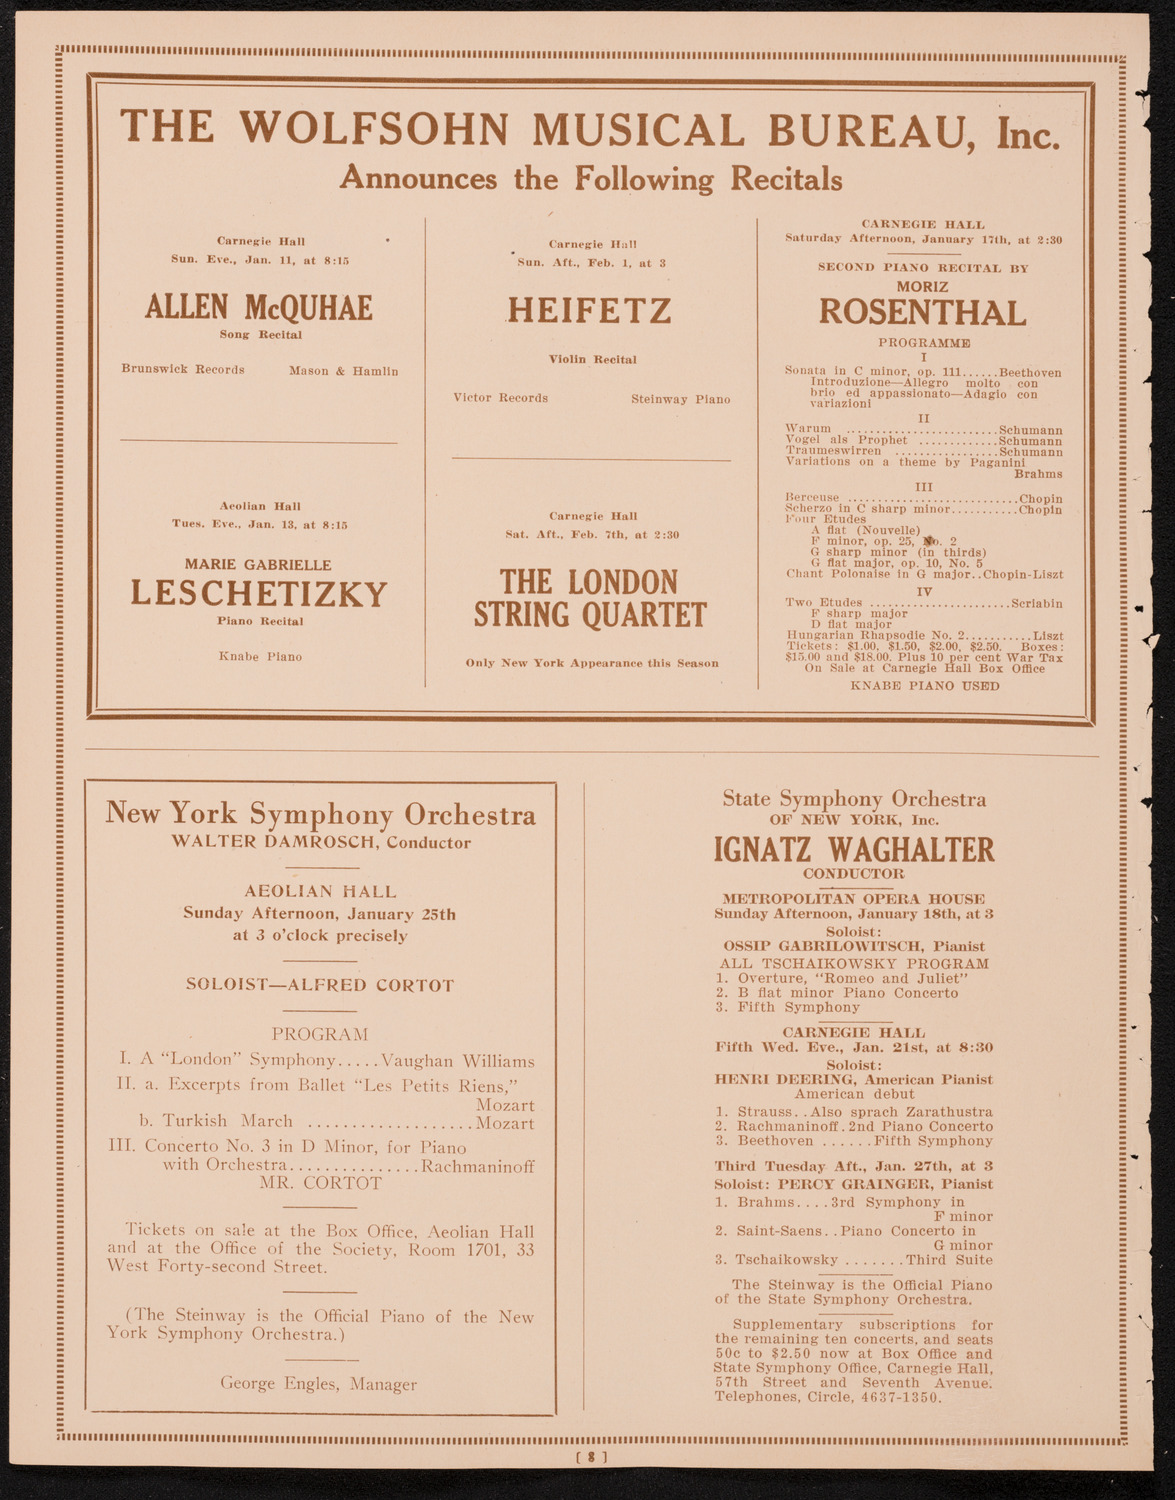 THE WOLFSOHN MUSICAL BUREAU, Inc.
Announces the Following Recitals
Carnegie Hall
Sun. Eve., Jan. 11, at 8:15
ALLEN McQUHAE
Song Recital
Brunswick Records Mason & Hamlin
Aeolian Hall
Tues. Eve., Jan. 13, at 8:15
MARIE GABRIELLE
LESCHETIZKY
Piano Recital
Knabe Piano
Carnegie Hall
Sun. Aft., Feb. 1, at 3
HEIFETZ
Violin Recital
Victor Records Steinway Piano
Carnegie Hall
Sat. Aft., Feb. 7th, at 2:30
THE LONDON
STRING QUARTET
Only New York Appearance this Season
CARNEGIE HALL
Saturday Afternoon, January 17th, at 2:30
SECOND PIANO RECITAL BY
MORIZ
ROSENTHAL
PROGRAMME
I
Sonata in C minor, op. 111......Beethoven
Introduzione—Allegro molto con
brio ed appassionato—Adagio con
variazioni
II
Warum ........................Schumann
Vogel als Prophet ............Schumann
Traumeswirren ................Schumann
Variations on a theme by Paganini
Brahms
III
Berceuse ..........................Chopin
Scherzo in C sharp minor..........Chopin
Four Etudes
A flat (Nouvelle)
F minor, op. 25, No. 2
G sharp minor (in thirds)
G flat major, op. 10, No. 5
Chant Polonaise in G major..Chopin-Liszt
IV
Two Etudes ......................Scriabin
F sharp major
D flat major
Hungarian Rhapsodie No. 2..........Liszt
Tickets: $1.00, $1.50, $2.00, $2.50. Boxes:
$15.00 and $18.00. Plus 10 per cent War Tax
On Sale at Carnegie Hall Box Office
KNABE PIANO USED
New York Symphony Orchestra
WALTER DAMROSCH, Conductor
AEOLIAN HALL
Sunday Afternoon, January 25th
at 3 o'clock precisely
SOLOIST—ALFRED CORTOT
PROGRAM
I. A "London" Symphony.....Vaughan Williams
II. a. Excerpts from Ballet "Les Petits Riens,"
Mozart
b. Turkish March ...................Mozart
III. Concerto No. 3 in D Minor, for Piano
with Orchestra...............Rachmaninoff
MR. CORTOT
Tickets on sale at the Box Office, Aeolian Hall
and at the Office of the Society, Room 1701, 33
West Forty-second Street.
(The Steinway is the Official Piano of the New
York Symphony Orchestra.)
George Engles, Manager
State Symphony Orchestra
OF NEW YORK, Inc.
IGNATZ WAGHALTER
CONDUCTOR
METROPOLITAN OPERA HOUSE
Sunday Afternoon, January 18th, at 3
Soloist:
OSSIP GABRILOWITSCH, Pianist
ALL TSCHAIKOWSKY PROGRAM
1. Overture, "Romeo and Juliet"
2. B flat minor Piano Concerto
3. Fifth Symphony
CARNEGIE HALL
Fifth Wed. Eve., Jan. 21st, at 8:30
Soloist:
HENRI DEERING, American Pianist
American debut
1. Strauss..Also sprach Zarathustra
2. Rachmaninoff.2nd Piano Concerto
3. Beethoven ......Fifth Symphony
Third Tuesday Aft., Jan. 27th, at 3
Soloist: PERCY GRAINGER, Pianist
1. Brahms....3rd Symphony in
F minor
2. Saint-Saens..Piano Concerto in
G minor
3. Tschaikowsky .......Third Suite
The Steinway is the Official Piano
of the State Symphony Orchestra.
Supplementary subscriptions for
the remaining ten concerts, and seats
50c to $2.50 now at Box Office and
State Symphony Office, Carnegie Hall,
57th Street and Seventh Avenue.
Telephones, Circle, 4637-1350.
[ 8 ]